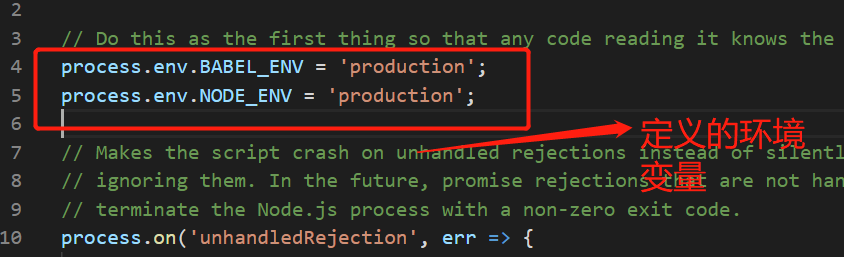 2
3 // Do this as the first thing so that any code reading it knows the
4 process.env.BABEL_ENV = 'production';
5 process.env.NODE_ENV = 'production';
6
定义的环境
变量
7 // Makes the script crash on unhandled rejections instead of silentl
8 // ignoring them. In the future, promise rejections that are not han
9 // terminate the Node.js process with a non-zero exit code.
10 process.on('unhandledRejection', err => {